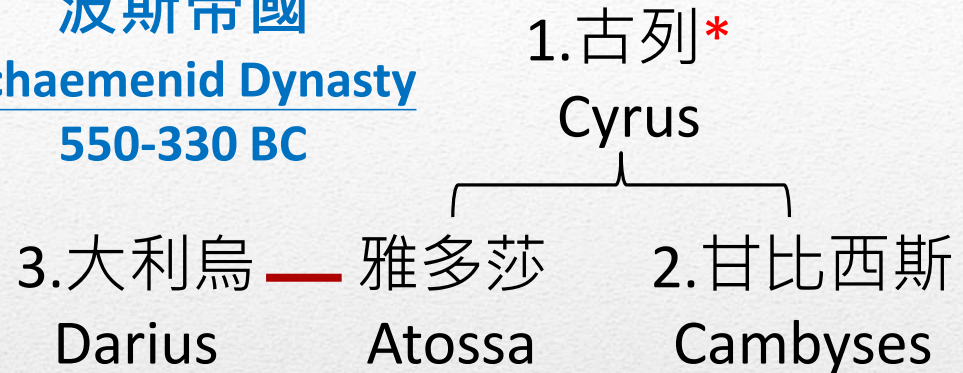 波斯帝國
chaemenid Dynasty
550-330 BC
1.古列*
Cyrus
3.大利烏 雅多莎 2.甘比西斯
Darius Atossa Cambyses